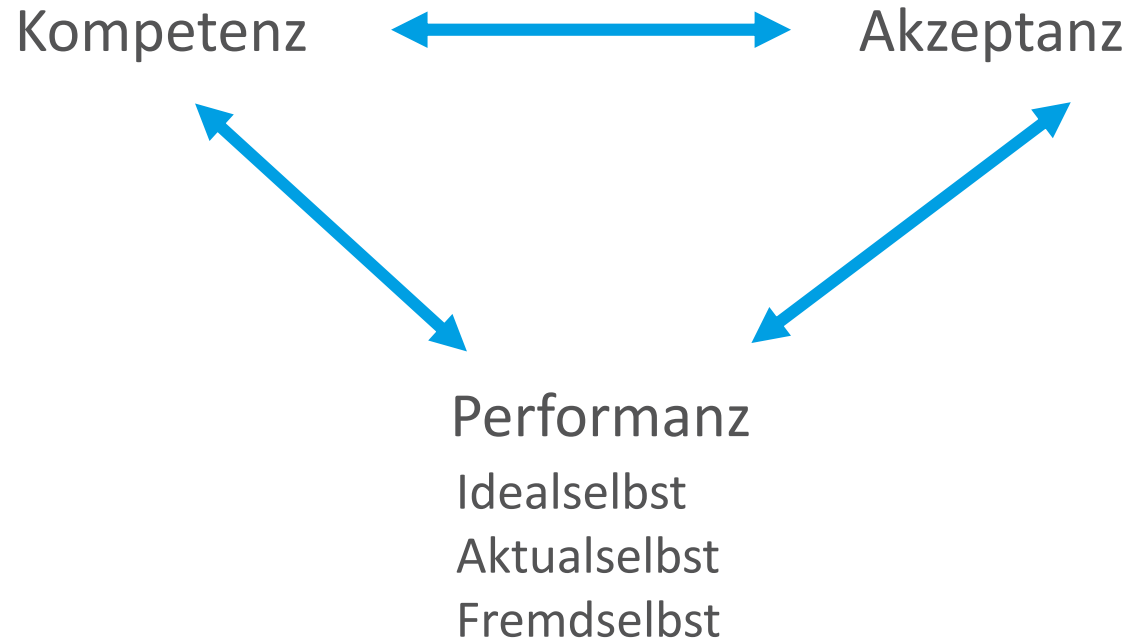 Kompetenz
Akzeptanz
Performanz
Idealselbst
Aktualselbst
Fremdselbst